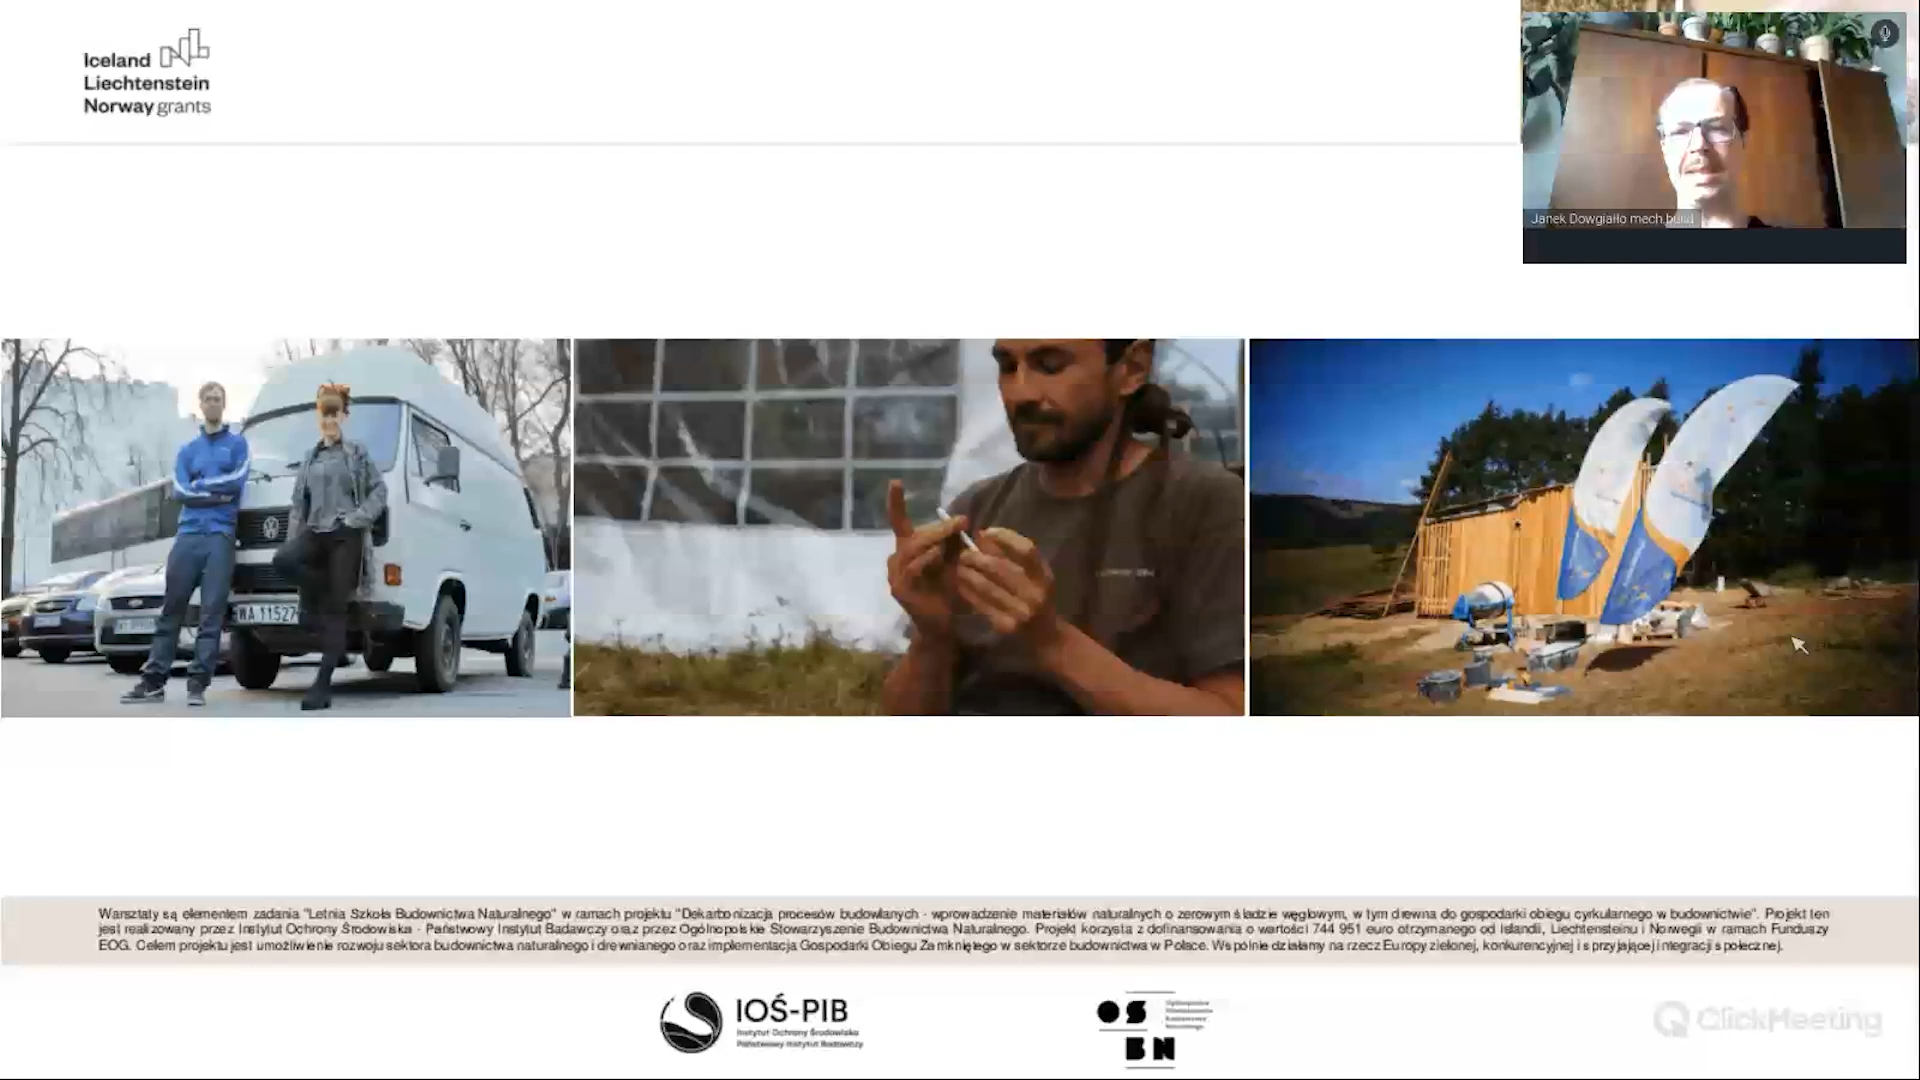 Iceland
Liechtenstein
Norway grants
Janek Dowgiałło mech.build
WA 11527
Warsztaty są elementem zadania "Letnia Szkoła Budownictwa Naturalnego" w ramach projektu "Dekarbonizacja procesów budowlanych - wprowadzenie materiałów naturalnych o zerowym śladzie węglowym, w tym drewna do gospodarki obiegu cyrkularnego w budownictwie". Projekt ten
jest realizowany przez Instytut Ochrony Środowiska - Państwowy Instytut Badawczy oraz przez Ogólnopolskie Stowarzyszenie Budownictwa Naturalnego. Projekt korzysta z dofinansowania o wartości 744 951 euro otrzymanego od Islandii, Liechtensteinu i Norwegii w ramach Funduszy
EOG. Celem projektu jest umożliwienie rozwoju sektora budownictwa naturalnego i drewnianego oraz implementacja Gospodarki Obiegu Zamkniętego w sektorze budownictwa w Polsce. Wspólnie działamy na rzecz Europy zielonej, konkurencyjnej i sprzyjającej integracji społecznej.
IOŚ-PIB
Instytut Ochrony Środowiska
Państwowy Instytut Badawczy
OS
BN
Ogólnopolskie
Stowarzyszenie
Budownictwa
Naturalnego
ClickMeeting